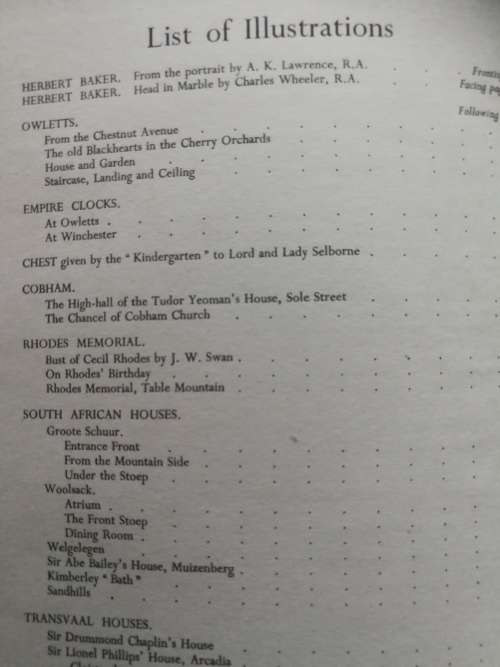 List of Illustrations
HERBERT BAKER. From the portrait by A. K. Lawrence, R.A. . . .
HERBERT BAKER. Head in Marble by Charles Wheeler, R.A. . . . Facing
Following
OWLETTS.
From the Chestnut Avenue
The old Blackhearts in the Cherry Orchards
House and Garden
Staircase, Landing and Ceiling
EMPIRE CLOCKS.
At Owletts
At Winchester
CHEST given by the "Kindergarten" to Lord and Lady Selborne
COBHAM.
The High-hall of the Tudor Yeoman's House, Sole Street
The Chancel of Cobham Church
RHODES MEMORIAL.
Bust of Cecil Rhodes by J. W. Swan
On Rhodes' Birthday
Rhodes Memorial, Table Mountain
SOUTH AFRICAN HOUSES.
Groote Schuur.
Entrance Front
From the Mountain Side
Under the Stoep
Woolsack.
Atrium
The Front Stoep
Dining Room
Welgelegen
Sir Abe Bailey's House, Muizenberg
Kimberley "Bath"
Sandhills
TRANSVAAL HOUSES.
Sir Drummond Chaplin's House
Sir Lionel Phillips' House, Arcadia